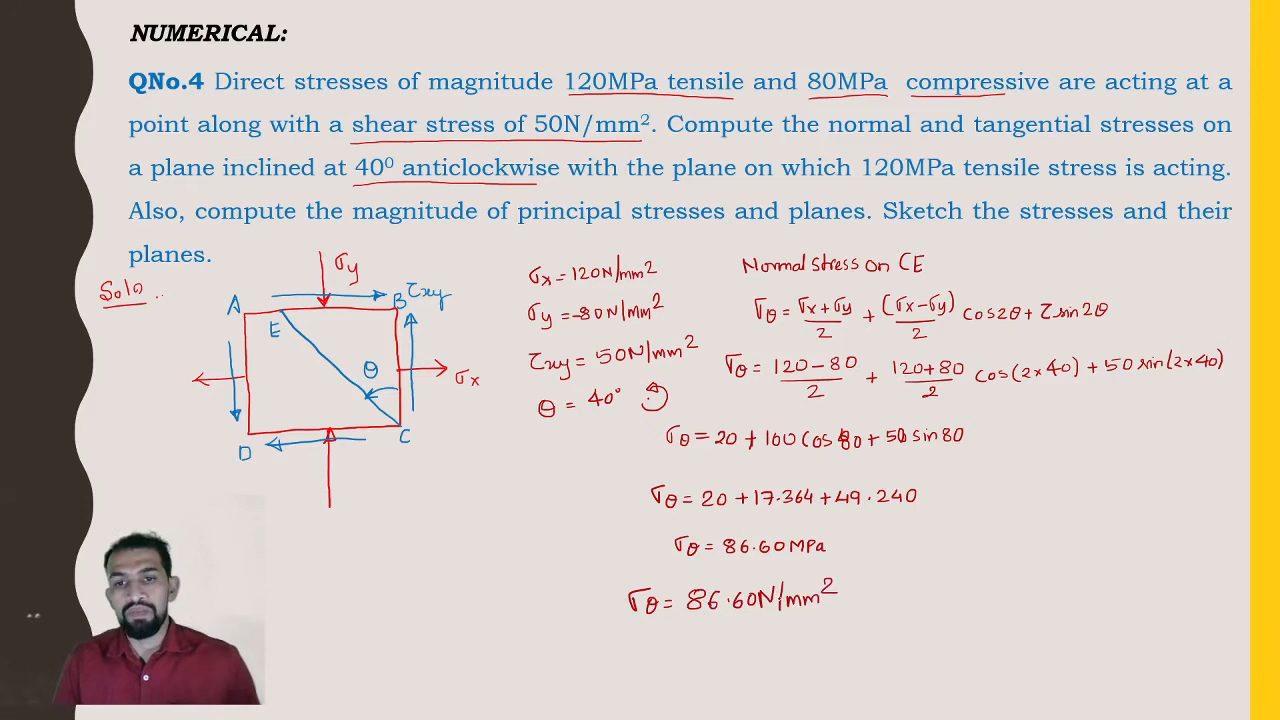 NUMERICAL:
QNo.4 Direct stresses of magnitude 120MPa tensile and 80MPa compressive are acting at a
point along with a shear stress of 50N/mm². Compute the normal and tangential stresses on
a plane inclined at 40⁰ anticlockwise with the plane on which 120MPa tensile stress is acting.
Also, compute the magnitude of principal stresses and planes. Sketch the stresses and their
planes.
Soln :
σy
A
B
τxy
E
θ
σx
D
C
σx = 120N/mm²
σy = -80N/mm²
τxy = 50N/mm²
θ = 40°
Normal stress on CE
σθ = σx + σy / 2 + (σx - σy) / 2 cos2θ + τ sin 2θ
σθ = 120 - 80 / 2 + 120 + 80 / 2 cos(2×40) + 50 sin(2×40)
σθ = 20 + 100 cos 80 + 50 sin 80
σθ = 20 + 17.364 + 49.240
σθ = 86.60 MPa
σθ = 86.60N/mm²